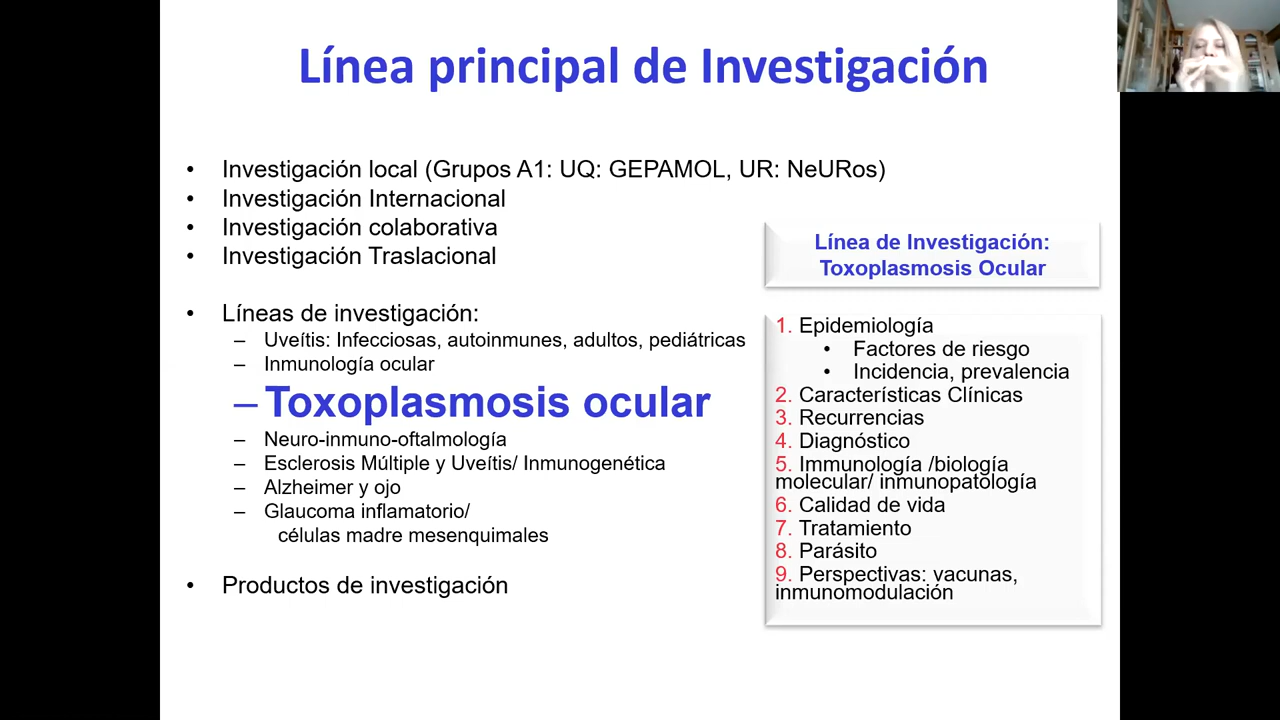 Línea principal de Investigación
• Investigación local (Grupos A1: UQ: GEPAMOL, UR: NeURos)
• Investigación Internacional
• Investigación colaborativa
• Investigación Traslacional
• Líneas de investigación:
– Uveítis: Infecciosas, autoinmunes, adultos, pediátricas
– Inmunología ocular
– Toxoplasmosis ocular
– Neuro-inmuno-oftalmología
– Esclerosis Múltiple y Uveítis/ Inmunogenética
– Alzheimer y ojo
– Glaucoma inflamatorio/
células madre mesenquimales
• Productos de investigación
Línea de Investigación:
Toxoplasmosis Ocular
1. Epidemiología
• Factores de riesgo
• Incidencia, prevalencia
2. Características Clínicas
3. Recurrencias
4. Diagnóstico
5. Immunología /biología
molecular/ inmunopatología
6. Calidad de vida
7. Tratamiento
8. Parásito
9. Perspectivas: vacunas,
inmunomodulación